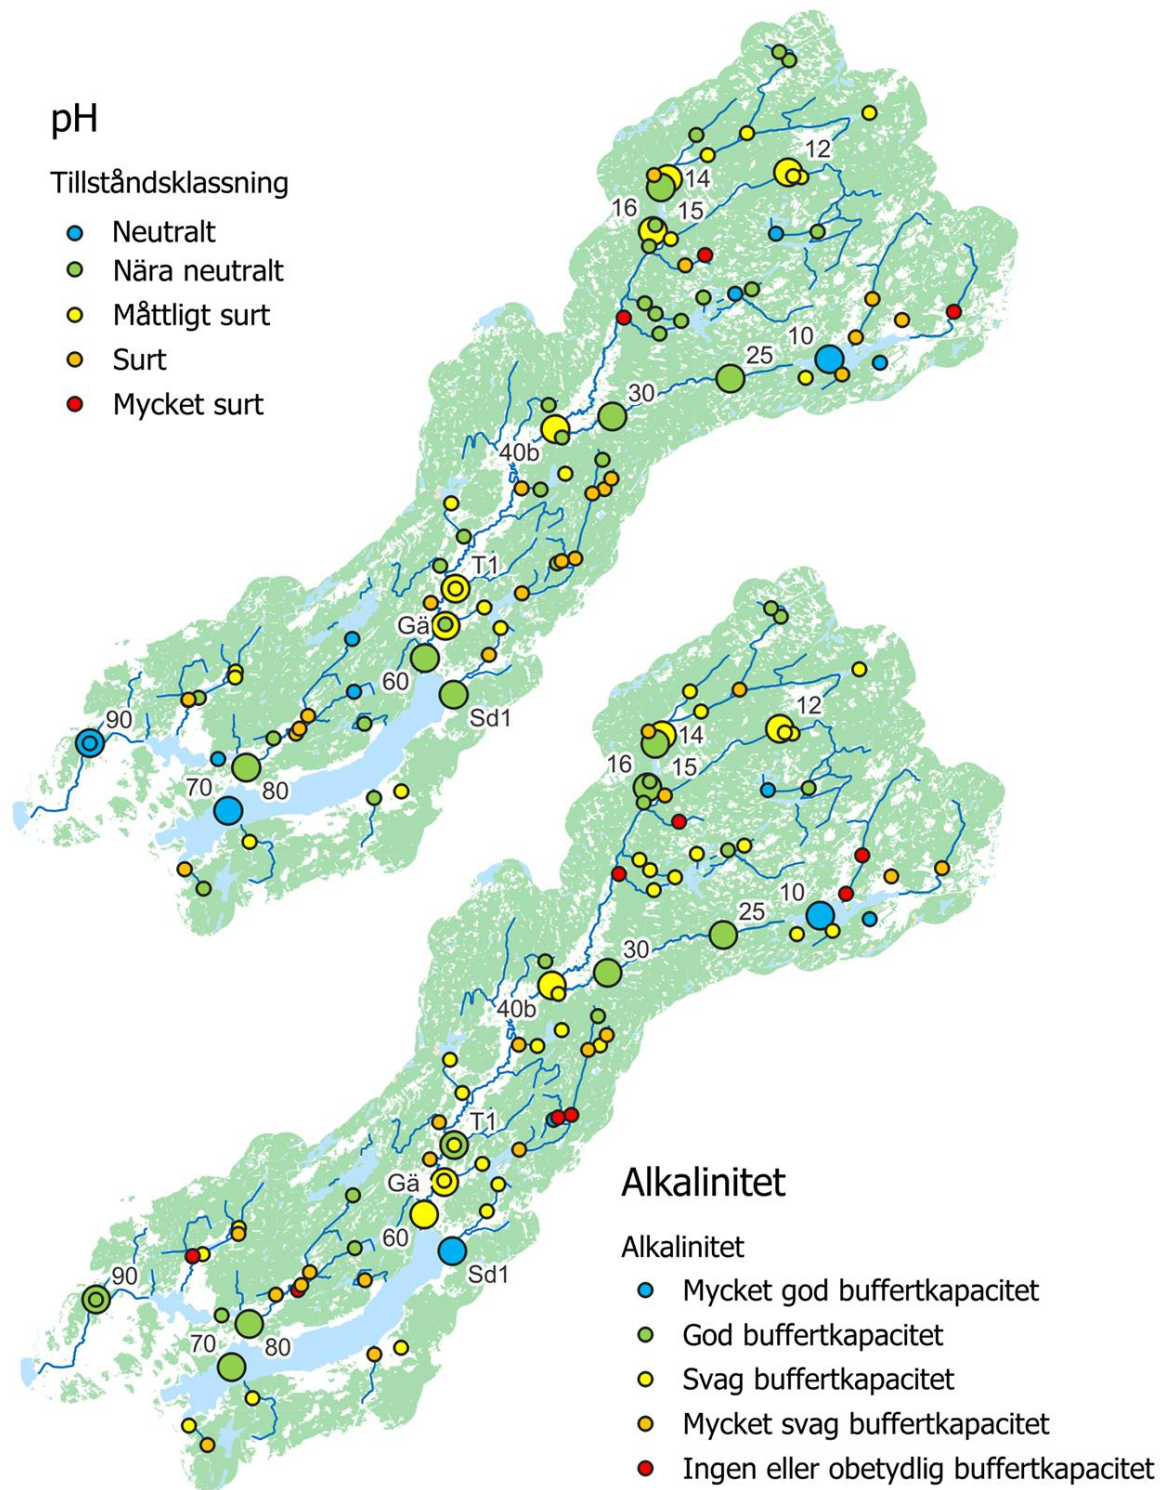 pH
Tillståndsklassning
Neutralt
Nära neutralt
Måttligt surt
Surt
Mycket surt
12
14
16
15
10
25
30
40b
T1
Gä
60
Sd1
90
70
80
12
14
16
15
10
25
30
40b
T1
Gä
60
Sd1
90
70
80
Alkalinitet
Alkalinitet
Mycket god buffertkapacitet
God buffertkapacitet
Svag buffertkapacitet
Mycket svag buffertkapacitet
Ingen eller obetydlig buffertkapacitet